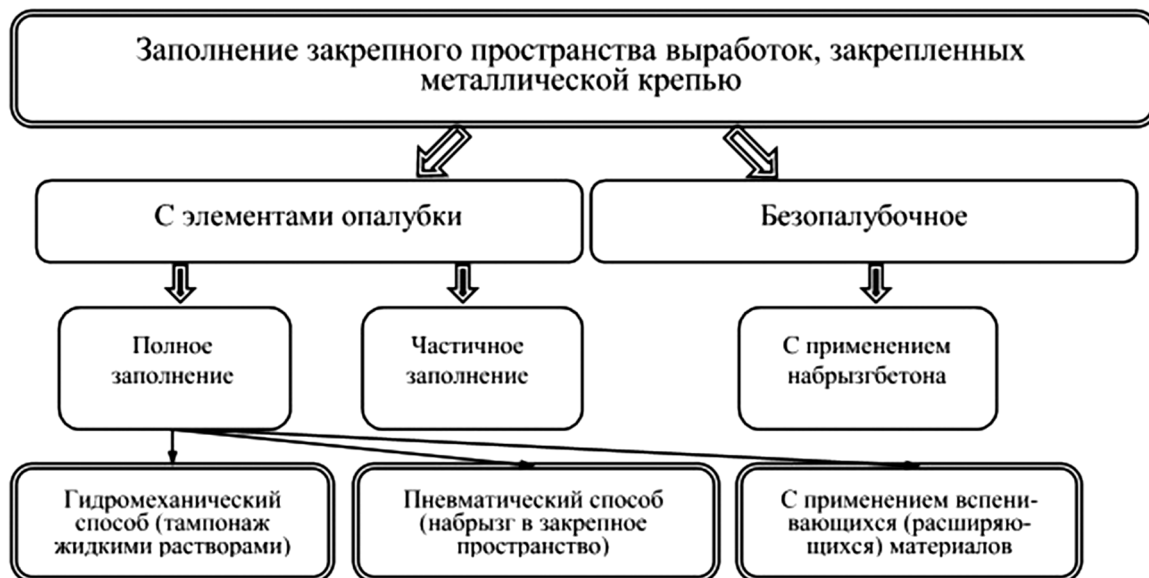 Заполнение закрепного пространства выработок, закрепленных
металлической крепью
С элементами опалубки
Безопалубочное
Полное
заполнение
Частичное
заполнение
С применением
набрызгбетона
Гидромеханический
способ (тампонаж
жидкими растворами)
Пневматический способ
(набрызг в закрепное
пространство)
С применением вспени-
вающихся (расширяю-
щихся) материалов